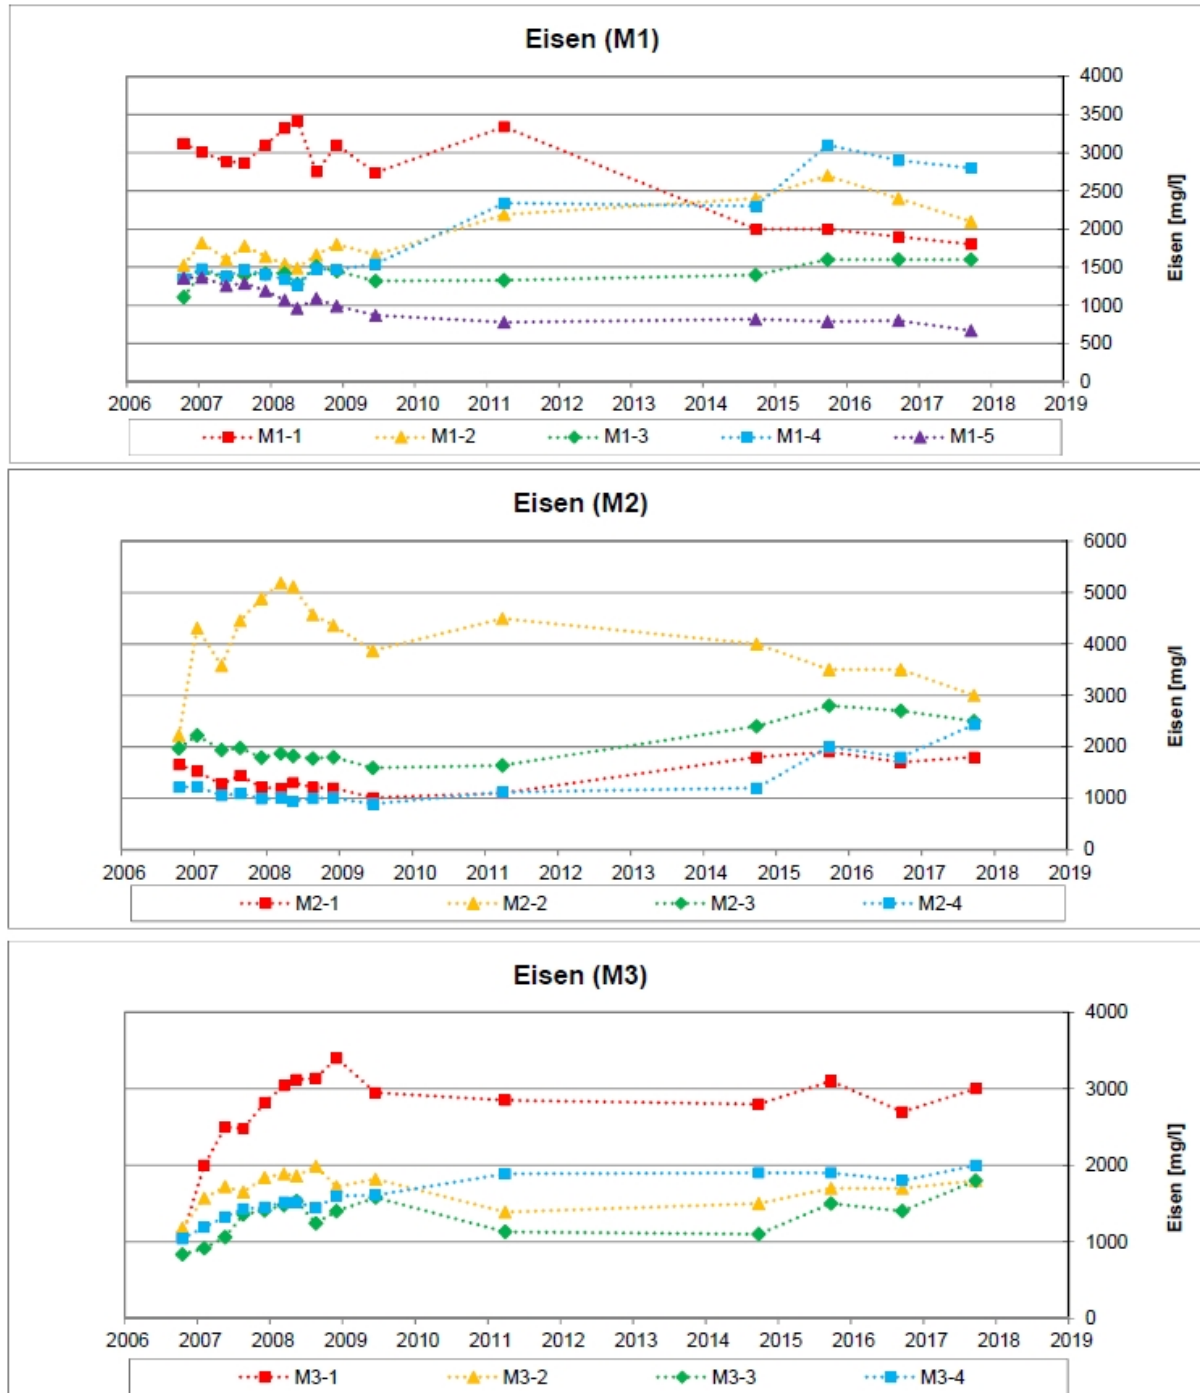 Eisen (M1)
4000
3500
3000
2500
2000
1500
1000
500
0
Eisen [mg/l]
2006 2007 2008 2009 2010 2011 2012 2013 2014 2015 2016 2017 2018 2019
M1-1 M1-2 M1-3 M1-4 M1-5
Eisen (M2)
6000
5000
4000
3000
2000
1000
0
Eisen [mg/l
2006 2007 2008 2009 2010 2011 2012 2013 2014 2015 2016 2017 2018 2019
M2-1 M2-2 M2-3 M2-4
Eisen (M3)
4000
3000
2000
1000
0
Eisen [mg/l]
2006 2007 2008 2009 2010 2011 2012 2013 2014 2015 2016 2017 2018 2019
M3-1 M3-2 M3-3 M3-4